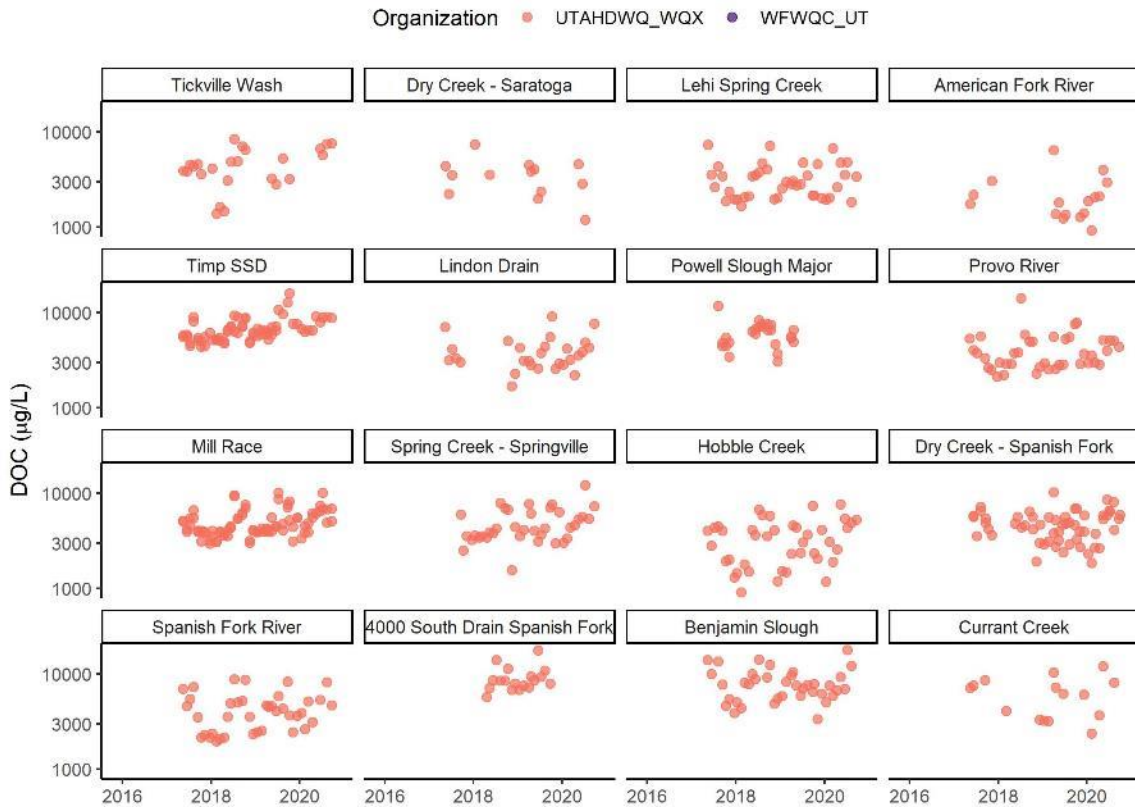 Organization UTAHDWQ_WQX WFWQC_UT
Tickville Wash Dry Creek - Saratoga Lehi Spring Creek American Fork River
10000
3000
1000
Timp SSD Lindon Drain Powell Slough Major Provo River
10000
3000
1000
DOC (µg/L)
Mill Race Spring Creek - Springville Hobble Creek Dry Creek - Spanish Fork
10000
3000
1000
Spanish Fork River 4000 South Drain Spanish Fork Benjamin Slough Currant Creek
10000
3000
1000
2016 2018 2020 2016 2018 2020 2016 2018 2020 2016 2018 2020